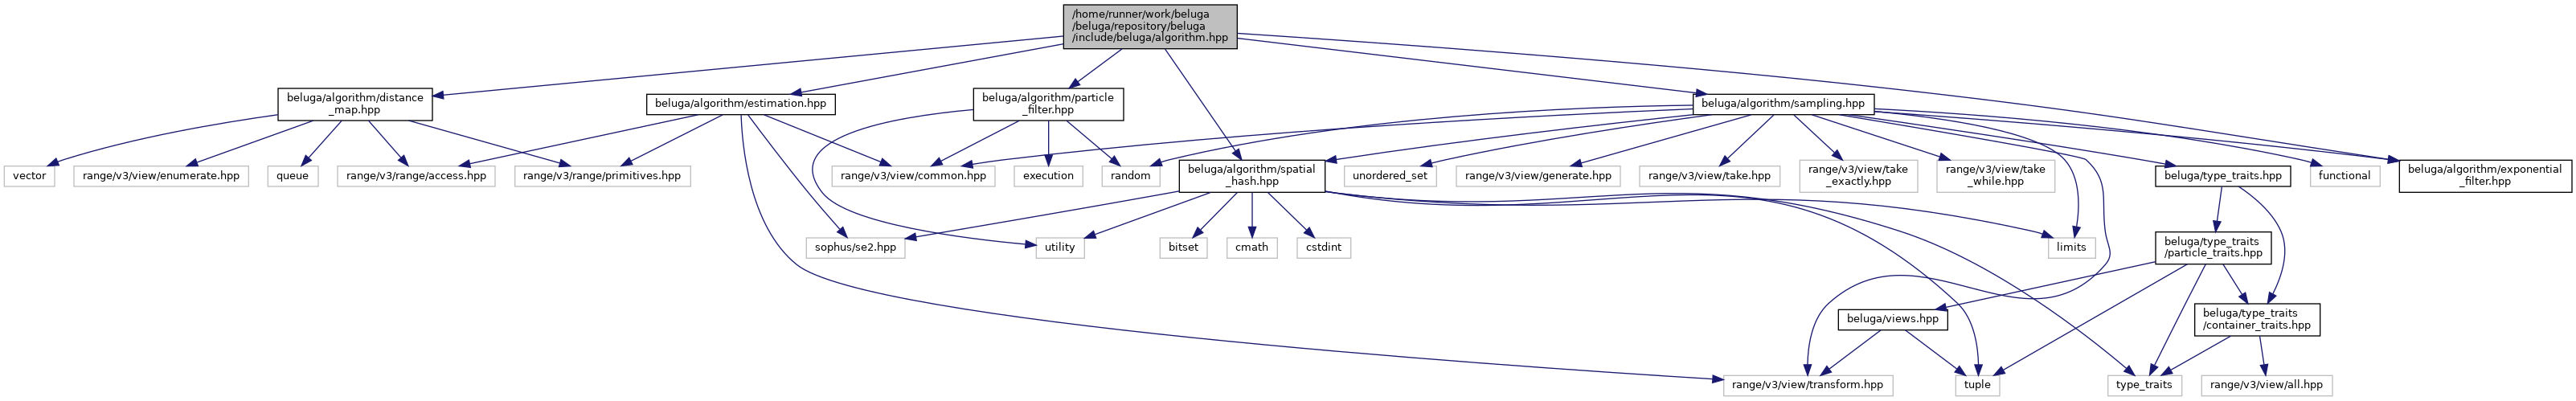 /home/runner/work/beluga
/beluga/repository/beluga
/include/beluga/algorithm.hpp
beluga/algorithm/distance
_map.hpp
beluga/algorithm/estimation.hpp
beluga/algorithm/particle
_filter.hpp
beluga/algorithm/sampling.hpp
vector
range/v3/view/enumerate.hpp
queue
range/v3/range/access.hpp
range/v3/range/primitives.hpp
range/v3/view/common.hpp
execution
random
beluga/algorithm/spatial
_hash.hpp
unordered_set
range/v3/view/generate.hpp
range/v3/view/take.hpp
range/v3/view/take
_exactly.hpp
range/v3/view/take
_while.hpp
beluga/type_traits.hpp
functional
beluga/algorithm/exponential
_filter.hpp
sophus/se2.hpp
utility
bitset
cmath
cstdint
limits
beluga/type_traits
/particle_traits.hpp
beluga/views.hpp
beluga/type_traits
/container_traits.hpp
range/v3/view/transform.hpp
tuple
type_traits
range/v3/view/all.hpp